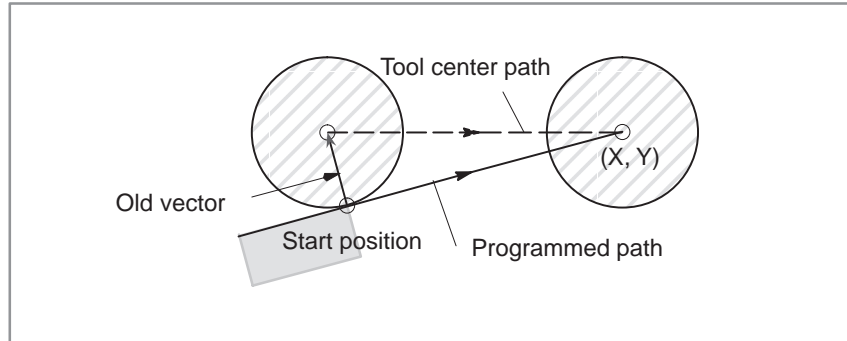 Tool center path
(X, Y)
Old vector
Start position
Programmed path